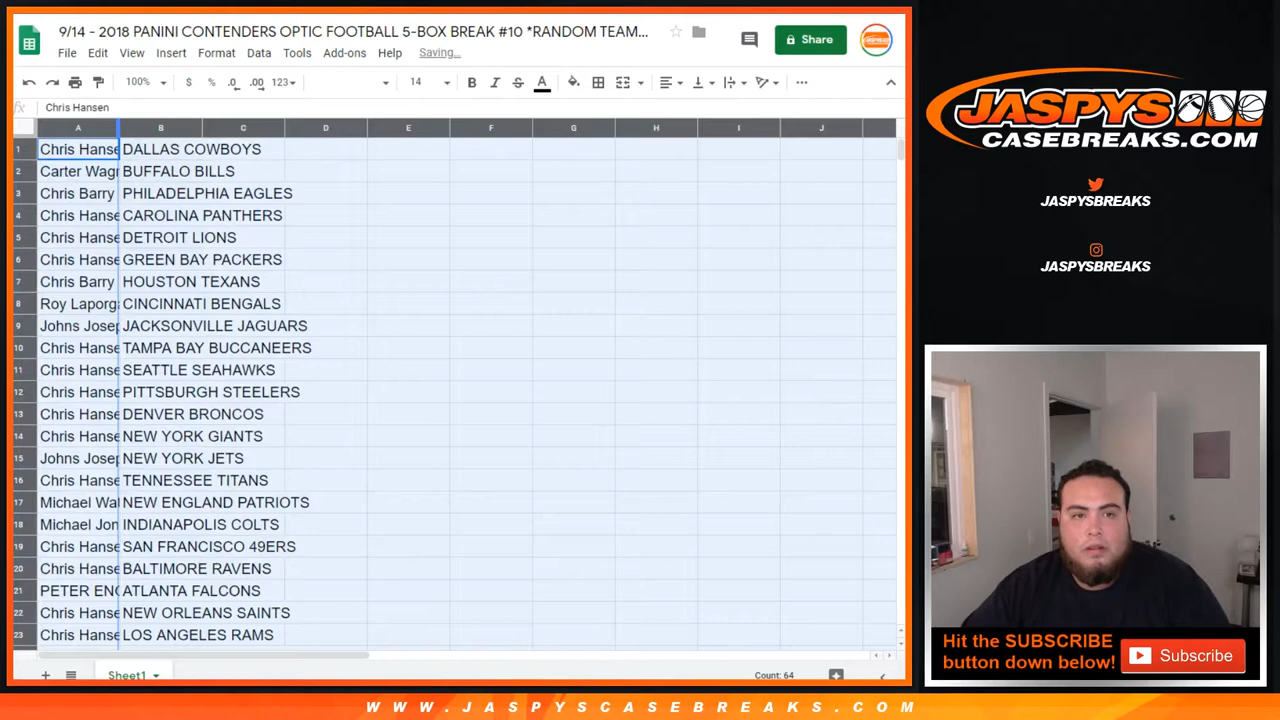 9/14 - 2018 PANINI CONTENDERS OPTIC FOOTBALL 5-BOX BREAK #10 *RANDOM TEAM...
File Edit View Insert Format Data Tools Add-ons Help Saving...
Share
100% $ % .0 .00 123 14 B I S A
fx Chris Hansen
A B C D E F G H I J
1 Chris Hanse DALLAS COWBOYS
2 Carter Wagn BUFFALO BILLS
3 Chris Barry PHILADELPHIA EAGLES
4 Chris Hanse CAROLINA PANTHERS
5 Chris Hanse DETROIT LIONS
6 Chris Hanse GREEN BAY PACKERS
7 Chris Barry HOUSTON TEXANS
8 Roy Laporg CINCINNATI BENGALS
9 Johns Josep JACKSONVILLE JAGUARS
10 Chris Hanse TAMPA BAY BUCCANEERS
11 Chris Hanse SEATTLE SEAHAWKS
12 Chris Hanse PITTSBURGH STEELERS
13 Chris Hanse DENVER BRONCOS
14 Chris Hanse NEW YORK GIANTS
15 Johns Josep NEW YORK JETS
16 Chris Hanse TENNESSEE TITANS
17 Michael Wal NEW ENGLAND PATRIOTS
18 Michael Jon INDIANAPOLIS COLTS
19 Chris Hanse SAN FRANCISCO 49ERS
20 Chris Hanse BALTIMORE RAVENS
21 PETER ENG ATLANTA FALCONS
22 Chris Hanse NEW ORLEANS SAINTS
23 Chris Hanse LOS ANGELES RAMS
Sheet1 Count: 64
JASPYS
CASEBREAKS.COM
JASPYSBREAKS
JASPYSBREAKS
Hit the SUBSCRIBE
button down below!
Subscribe
WWW.JASPYSCASEBREAKS.COM